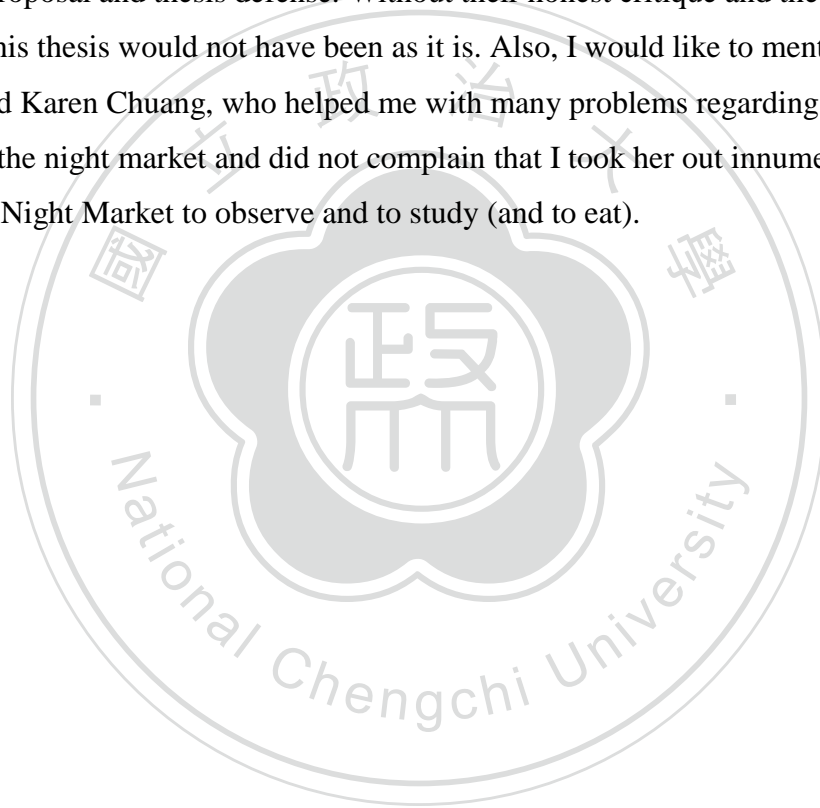 roposal and thesis defense. Without their honest critique and the
his thesis would not have been as it is. Also, I would like to ment
d Karen Chuang, who helped me with many problems regarding
the night market and did not complain that I took her out innume
Night Market to observe and to study (and to eat).
國立政治大學
National Chengchi University